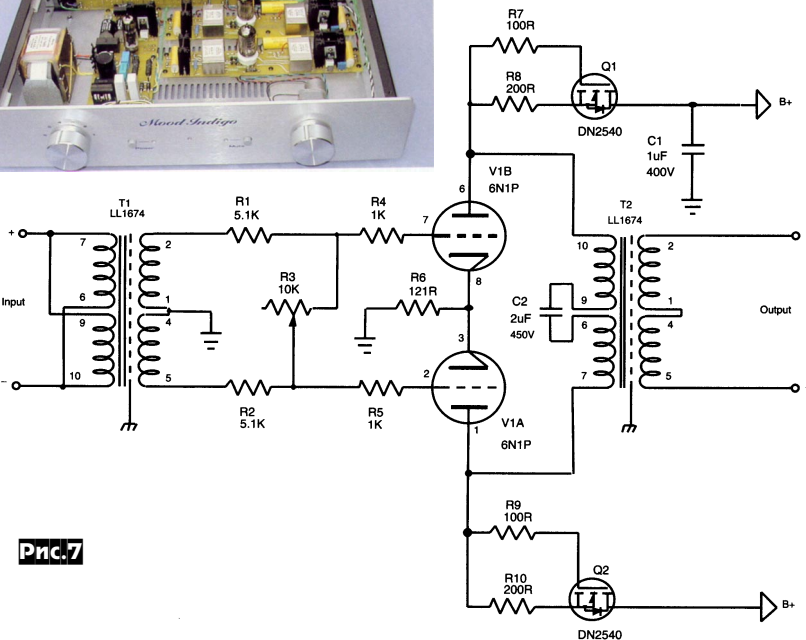 Mood Indigo
R7
100R
R8
200R
Q1
DN2540
B+
C1
1uF
400V
V1B
6N1P
6
7
8
T1
LL1674
R1
5.1K
R4
1K
T2
LL1674
+
Input
–
7
6
9
10
2
1
4
5
R3
10K
R6
121R
C2
2uF
450V
10
9
6
7
2
1
4
5
Output
R2
5.1K
R5
1K
3
2
1
V1A
6N1P
R9
100R
R10
200R
Q2
DN2540
B+
Рис.7